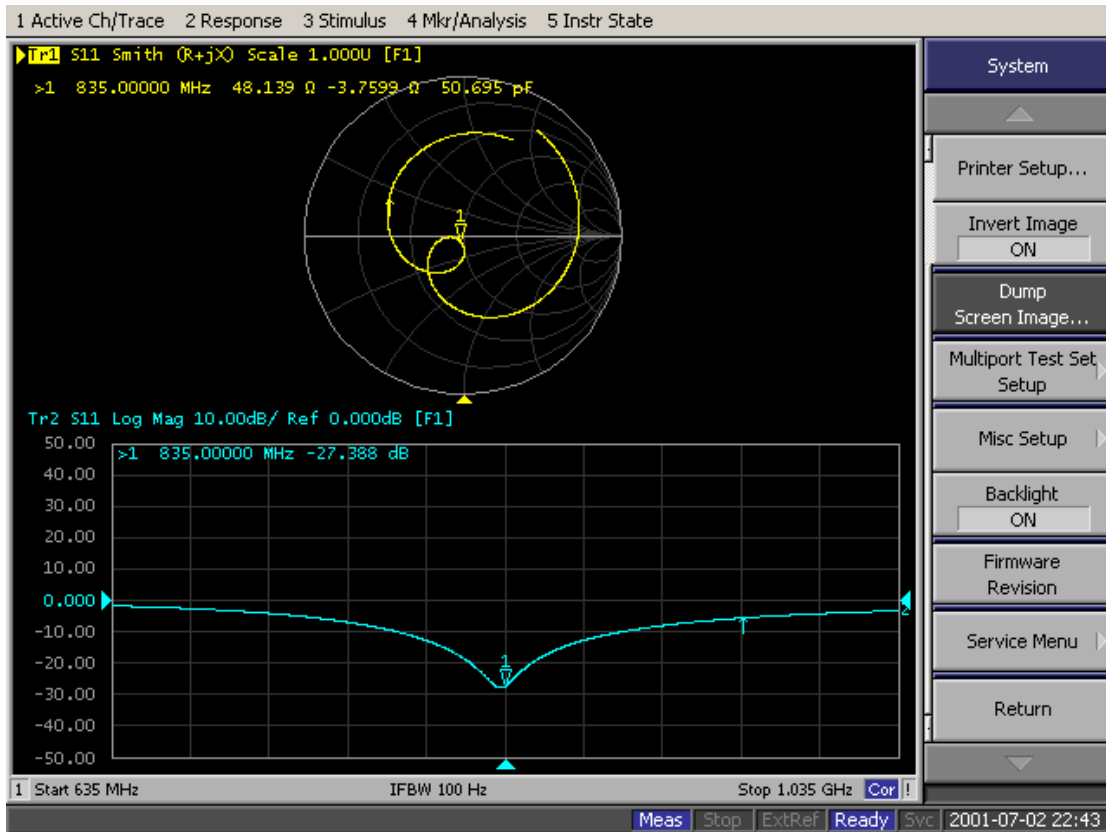 1 Active Ch/Trace 2 Response 3 Stimulus 4 Mkr/Analysis 5 Instr State
Tr1 S11 Smith (R+jX) Scale 1.000U [F1]
>1 835.00000 MHz 48.139 Ω -3.7599 Ω 50.695 pF
1
Tr2 S11 Log Mag 10.00dB/ Ref 0.000dB [F1]
>1 835.00000 MHz -27.388 dB
50.00
40.00
30.00
20.00
10.00
0.000
-10.00
-20.00
-30.00
-40.00
-50.00
1
2
1 Start 635 MHz IFBW 100 Hz Stop 1.035 GHz Cor !
System
Printer Setup...
Invert Image
ON
Dump
Screen Image...
Multiport Test Set
Setup
Misc Setup
Backlight
ON
Firmware
Revision
Service Menu
Return
Meas Stop ExtRef Ready Svc 2001-07-02 22:43